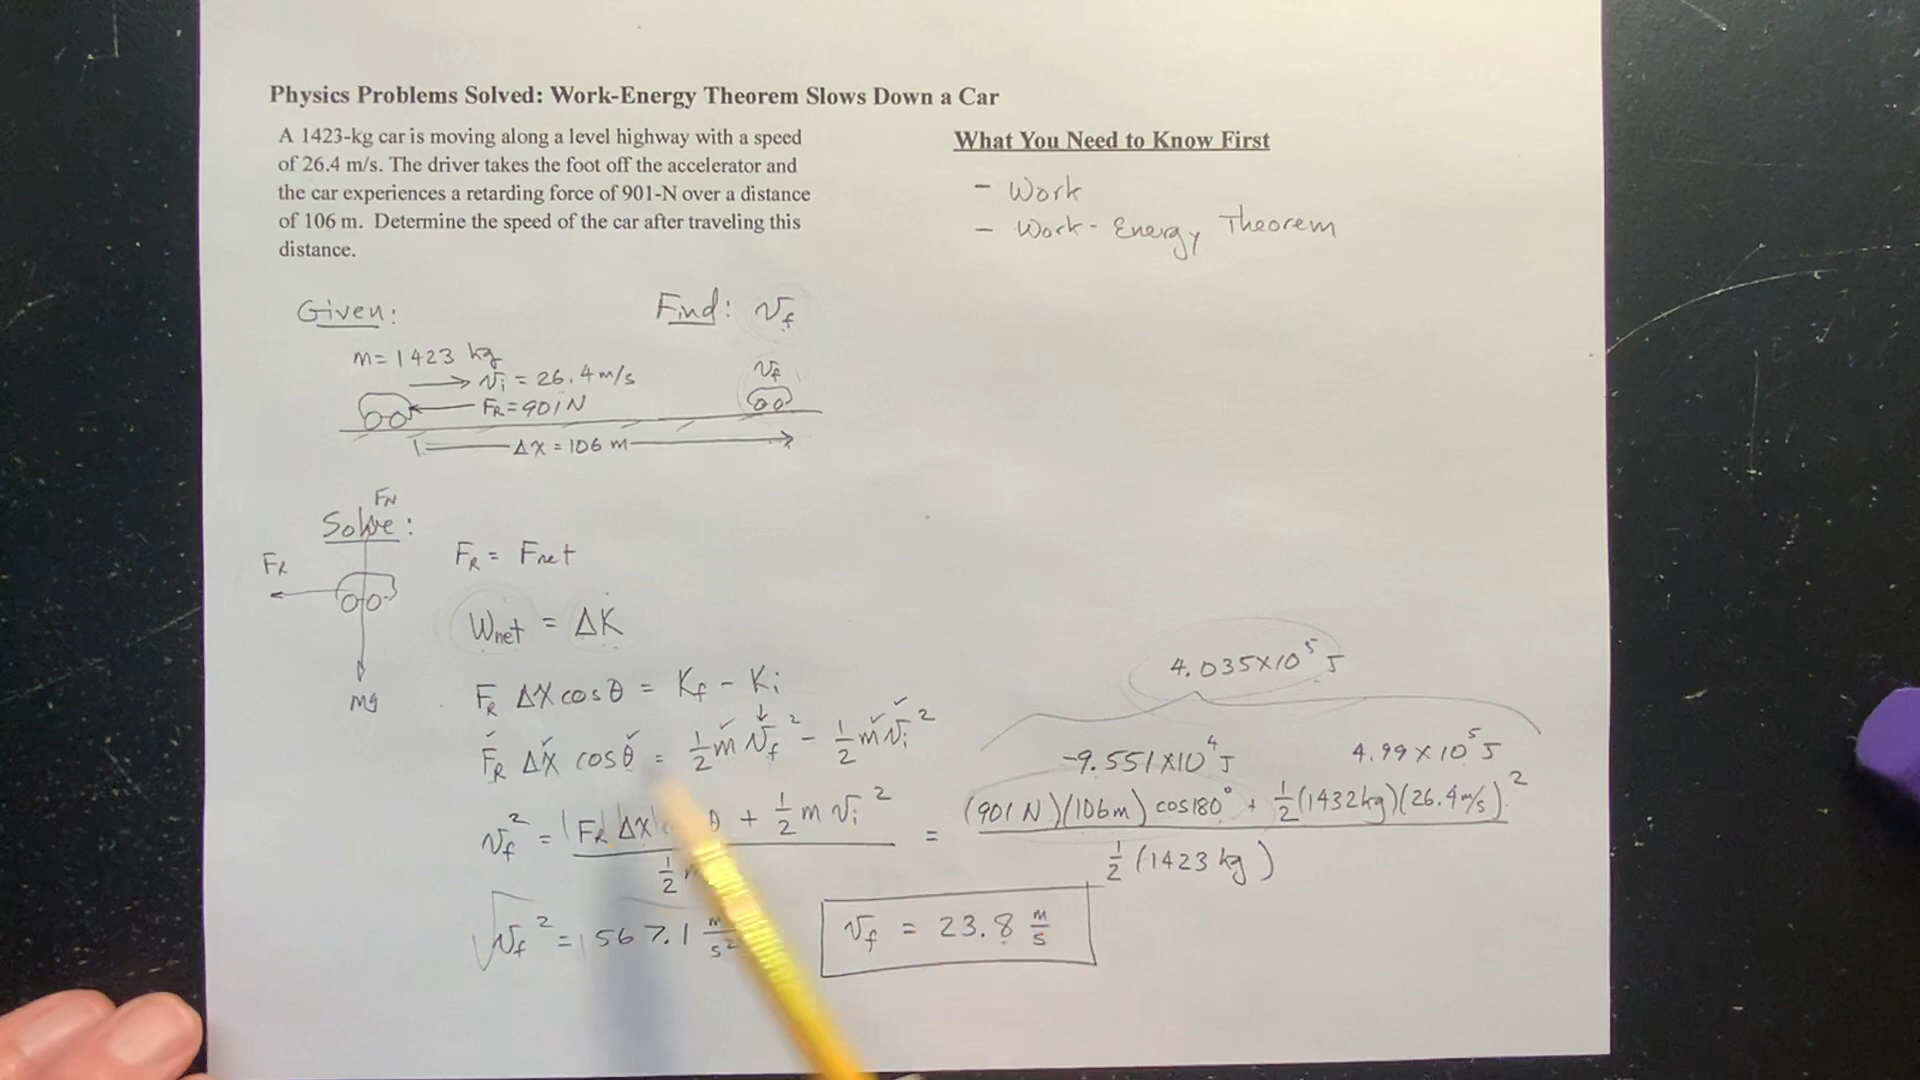 Physics Problems Solved: Work-Energy Theorem Slows Down a Car
A 1423-kg car is moving along a level highway with a speed
of 26.4 m/s. The driver takes the foot off the accelerator and
the car experiences a retarding force of 901-N over a distance
of 106 m. Determine the speed of the car after traveling this
distance.
What You Need to Know First
- Work
- Work-Energy Theorem
Given:
Find: vf
m = 1423 kg
vi = 26.4 m/s
vf
FR = 901 N
Δx = 106 m
FN
Solve:
FR
mg
FR = Fnet
Wnet = ΔK
FR Δx cosθ = Kf - Ki
FR Δx cosθ = 1/2 m vf² - 1/2 m vi²
vf² = FR Δx θ + 1/2 m vi² / 1/2
4.035×10⁵ J
-9.551×10⁴ J
4.99×10⁵ J
= (901 N)(106 m) cos180° + 1/2 (1432 kg)(26.4 m/s)² / 1/2 (1423 kg)
√vf² = √567.1 m/s²
vf = 23.8 m/s